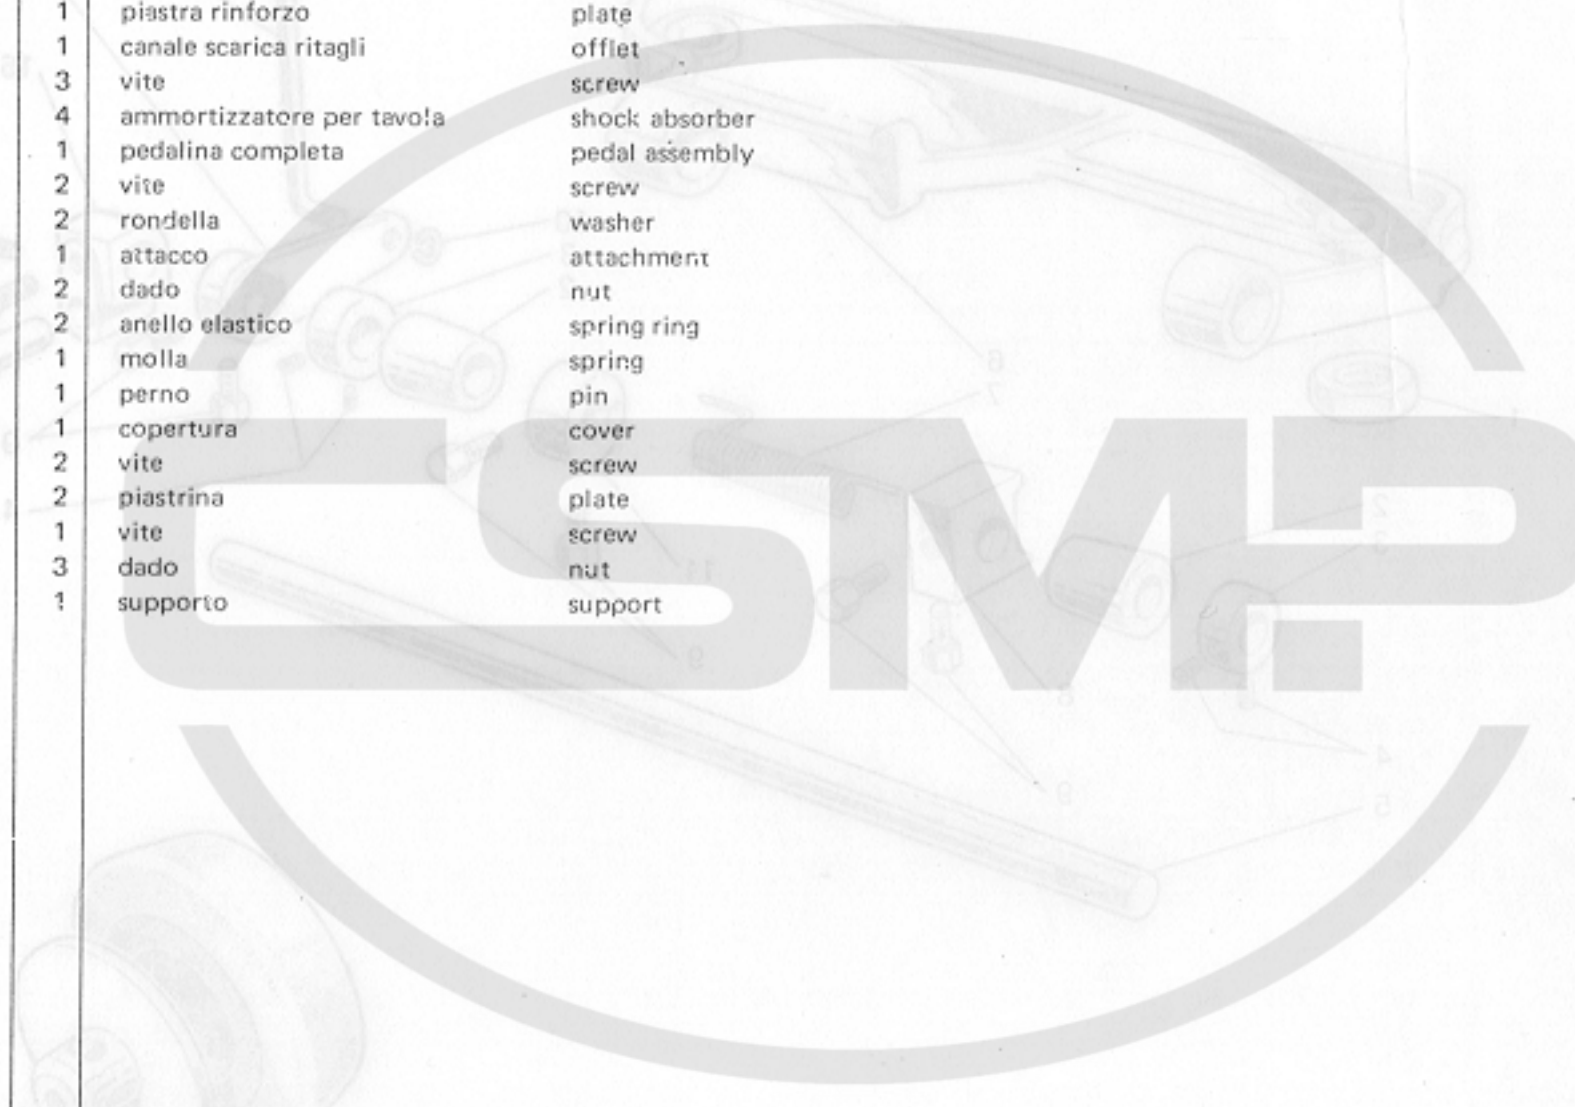 1 piastra rinforzo plate
1 canale scarica ritagli offlet
3 vite screw
4 ammortizzatore per tavola shock absorber
1 pedalina completa pedal assembly
2 vite screw
2 rondella washer
1 attacco attachment
2 dado nut
2 anello elastico spring ring
1 molla spring
1 perno pin
1 copertura cover
2 vite screw
2 piastrina plate
1 vite screw
3 dado nut
1 supporto support
CSMP